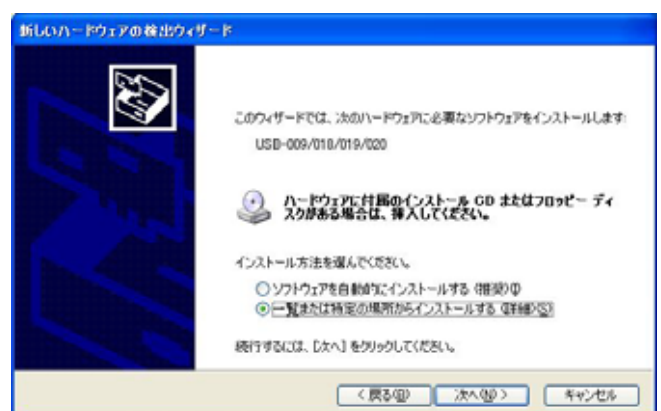 新しいハードウェアの検出ウィザード
このウィザードでは、次のハードウェアに必要なソフトウェアをインストールします:
USB-009/018/019/020
ハードウェアに付属のインストール CD またはフロッピー ディ
スクがある場合は、挿入してください。
インストール方法を選んでください。
ソフトウェアを自動的にインストールする (推奨)(I)
一覧または特定の場所からインストールする (詳細)(S)
続行するには、[次へ] をクリックしてください。
< 戻る(B) 次へ(N) > キャンセル